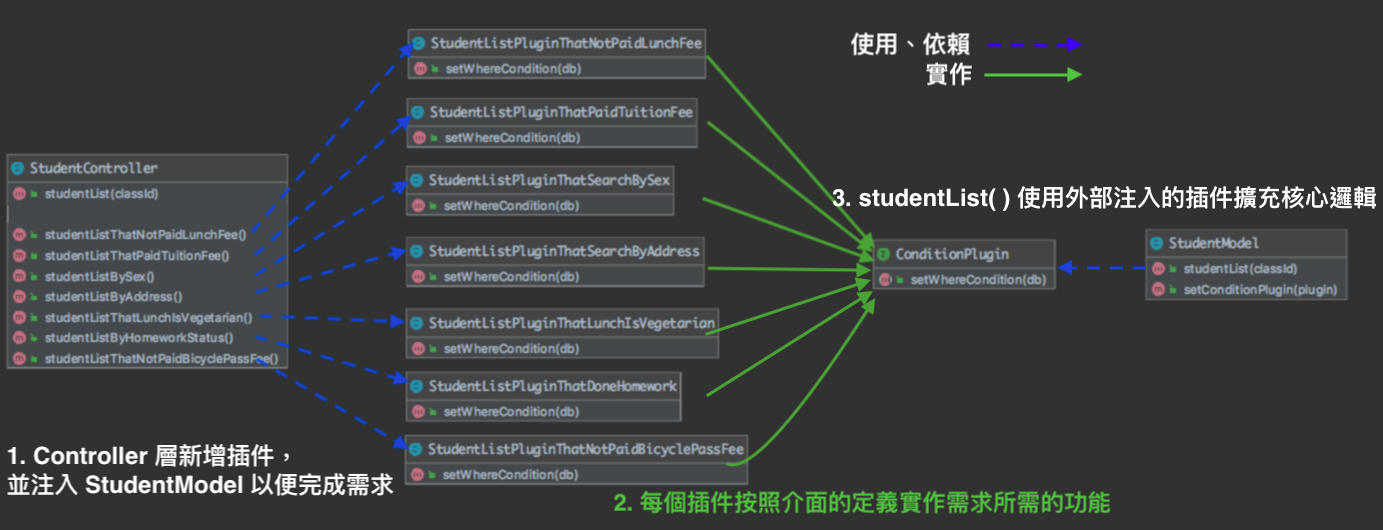 StudentListPluginThatNotPaidLunchFee
setWhereCondition(db)
StudentListPluginThatPaidTuitionFee
setWhereCondition(db)
StudentListPluginThatSearchBySex
setWhereCondition(db)
StudentListPluginThatSearchByAddress
setWhereCondition(db)
StudentListPluginThatLunchIsVegetarian
setWhereCondition(db)
StudentListPluginThatDoneHomework
setWhereCondition(db)
StudentListPluginThatNotPaidBicyclePassFee
setWhereCondition(db)
StudentController
studentList(classId)
studentListThatNotPaidLunchFee()
studentListThatPaidTuitionFee()
studentListBySex()
studentListByAddress()
studentListThatLunchIsVegetarian()
studentListByHomeworkStatus()
studentListThatNotPaidBicyclePassFee()
使用、依賴
實作
3. studentList( ) 使用外部注入的插件擴充核心邏輯
ConditionPlugin
setWhereCondition(db)
StudentModel
studentList(classId)
setConditionPlugin(plugin)
1. Controller 層新增插件，
並注入 StudentModel 以便完成需求
2. 每個插件按照介面的定義實作需求所需的功能